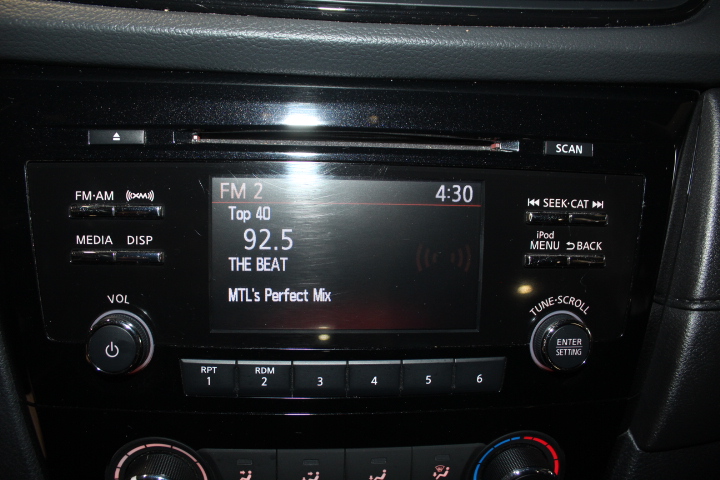 SCAN
FM·AM ((XM))
SEEK·CAT
MEDIA DISP
iPod
MENU BACK
FM 2 4:30
Top 40
92.5
THE BEAT
MTL's Perfect Mix
VOL
TUNE·SCROLL
ENTER
SETTING
RPT RDM
1 2 3 4 5 6